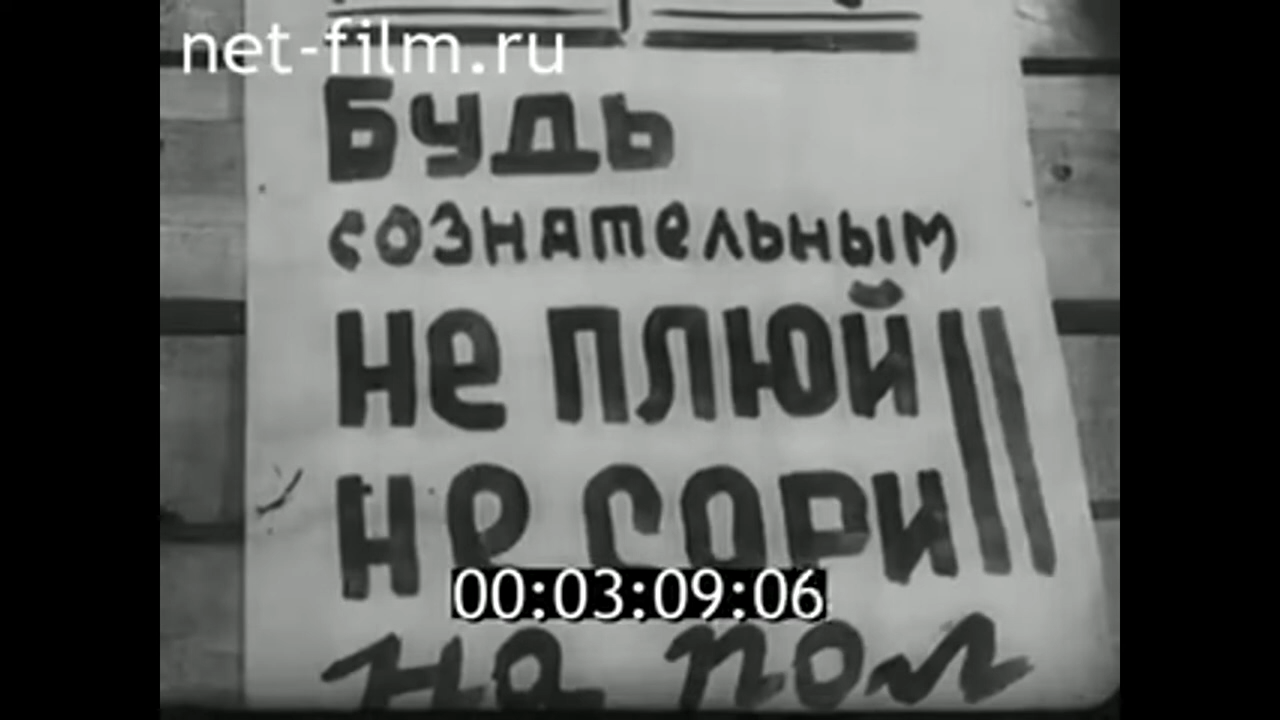 net-film.ru
Будь
сознательным
не плюй
не сори
00:03:09:06
на пол